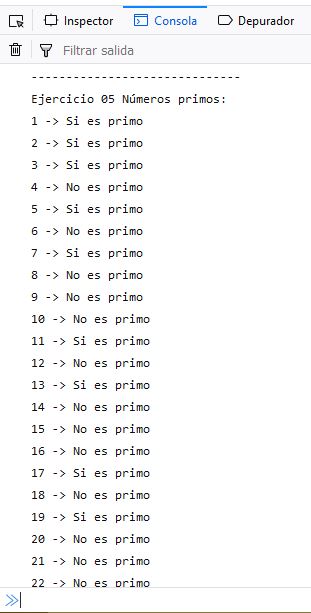 Inspector Consola Depurador
Filtrar salida
------------------------------
Ejercicio 05 Números primos:
1 -> Si es primo
2 -> Si es primo
3 -> Si es primo
4 -> No es primo
5 -> Si es primo
6 -> No es primo
7 -> Si es primo
8 -> No es primo
9 -> No es primo
10 -> No es primo
11 -> Si es primo
12 -> No es primo
13 -> Si es primo
14 -> No es primo
15 -> No es primo
16 -> No es primo
17 -> Si es primo
18 -> No es primo
19 -> Si es primo
20 -> No es primo
21 -> No es primo
22 -> No es primo